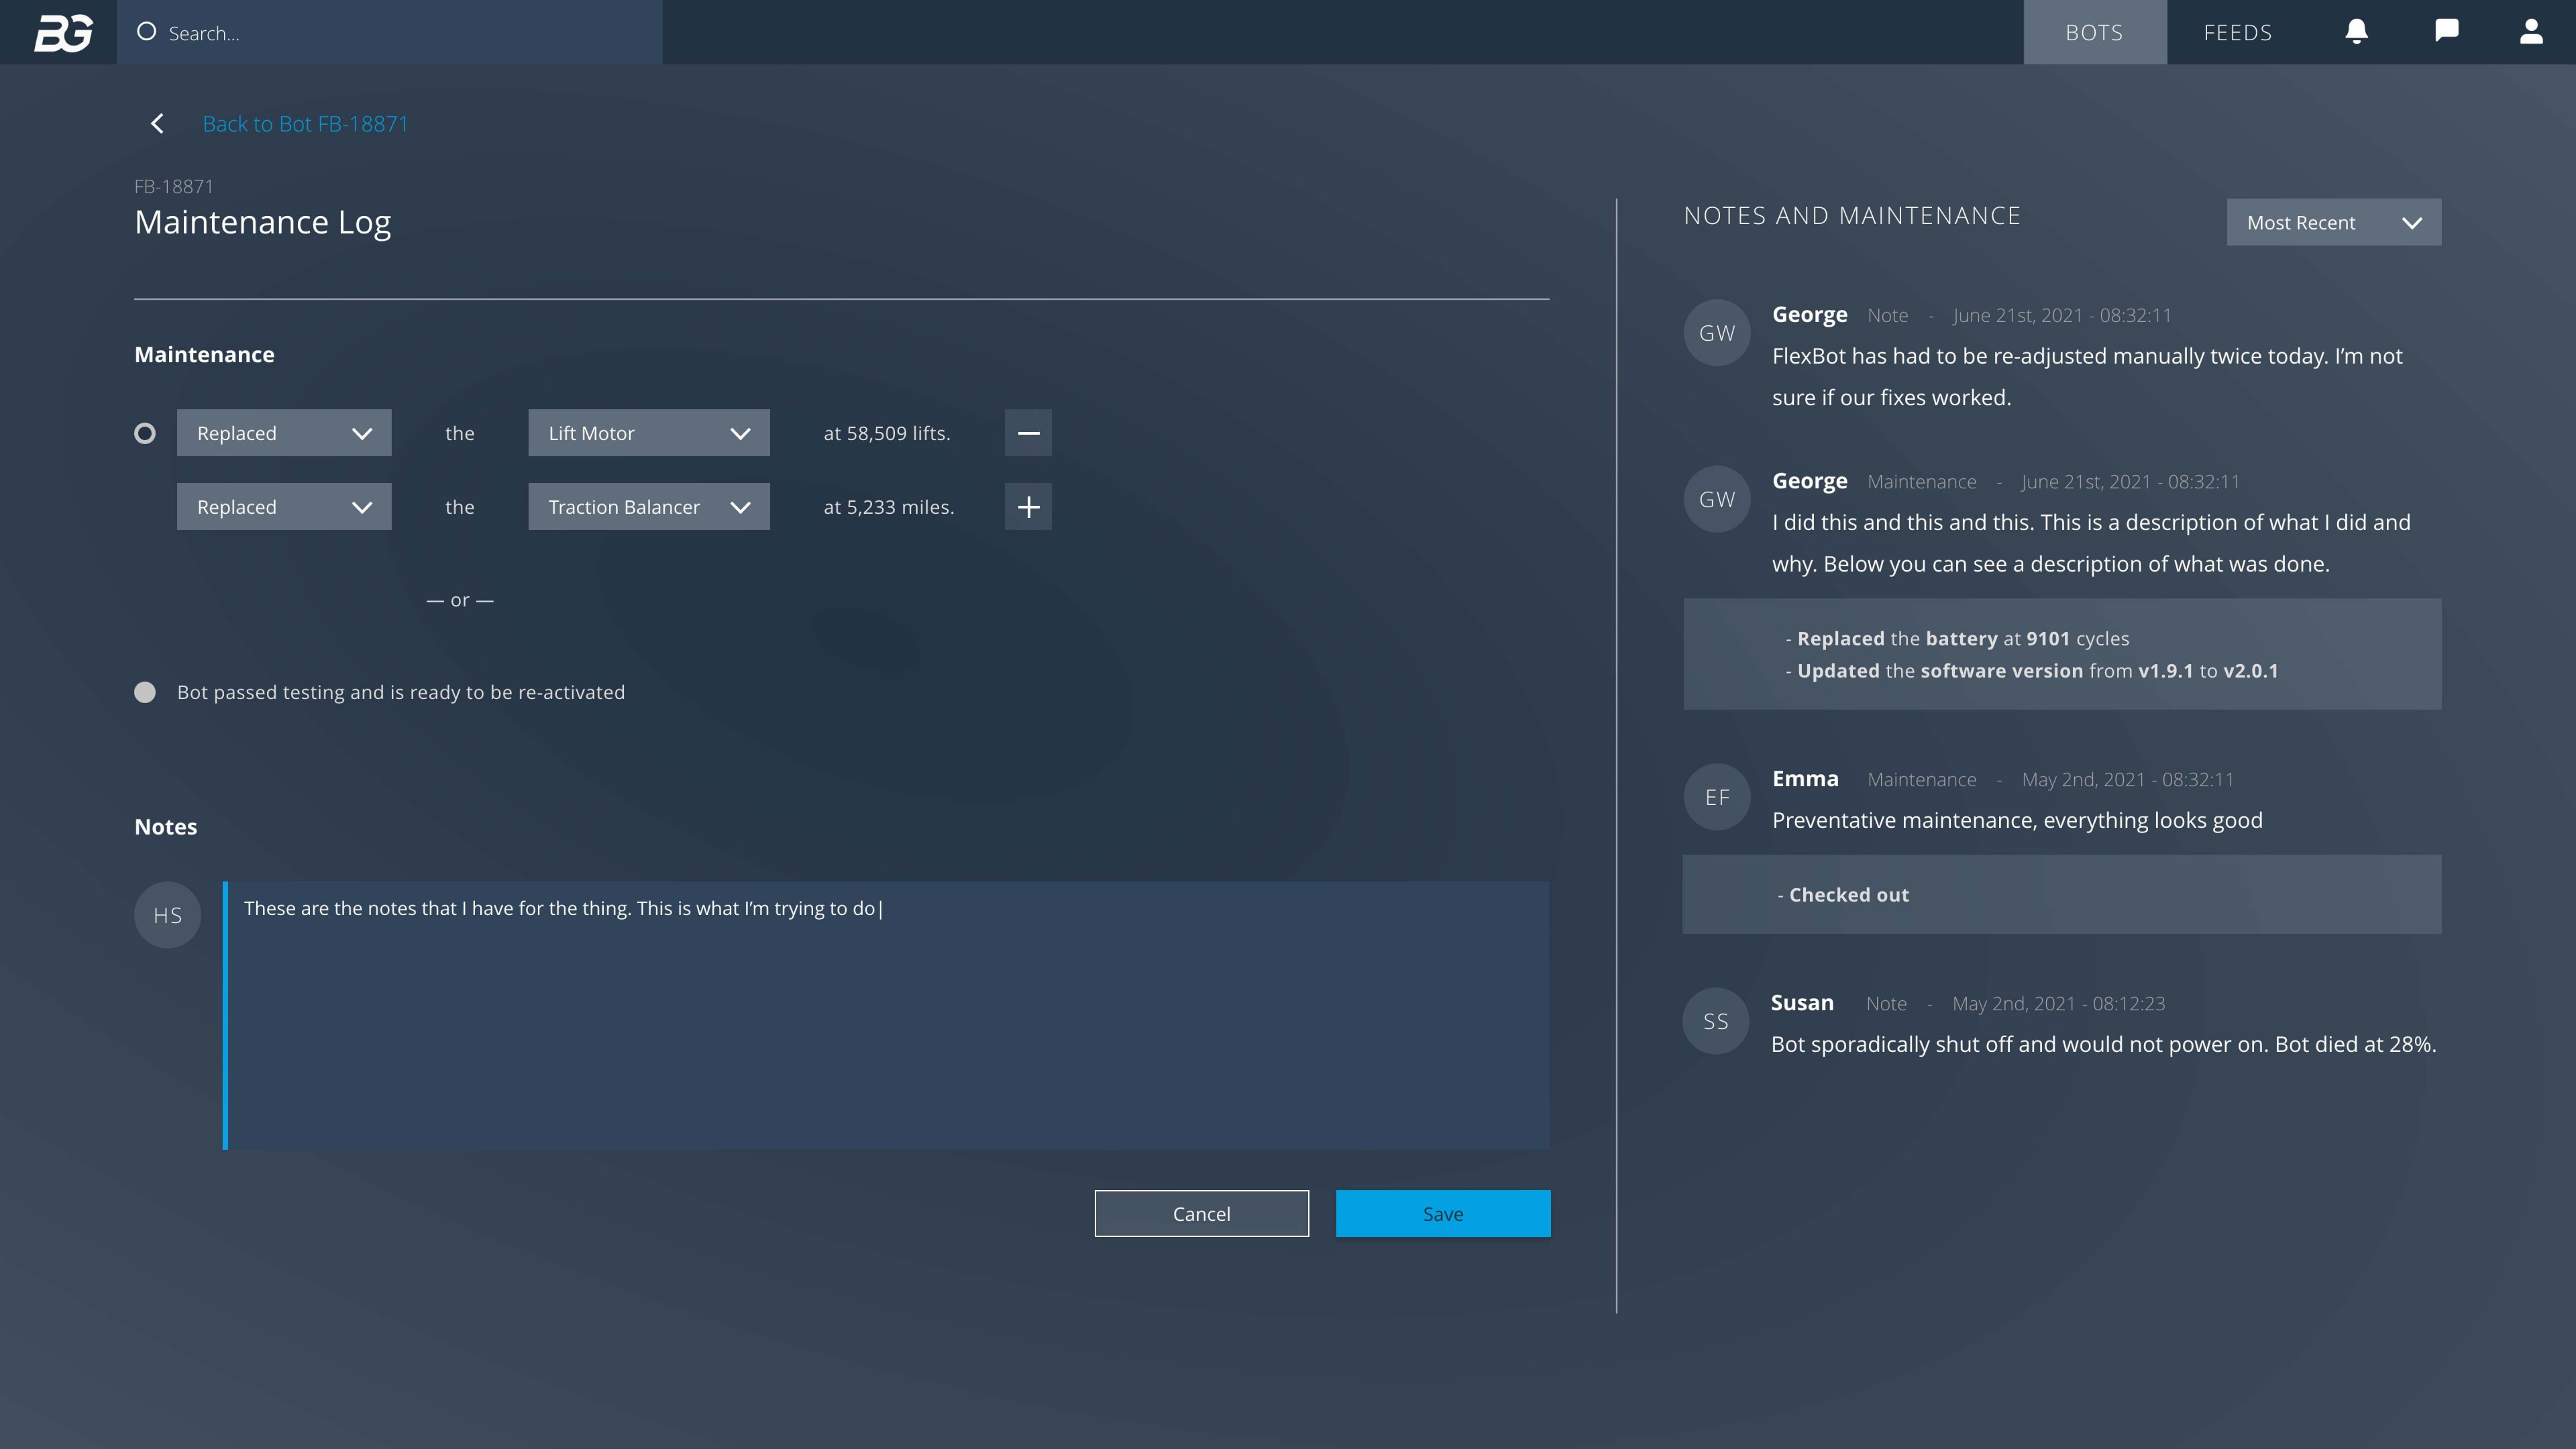 BG
Search...
BOTS
FEEDS
Back to Bot FB-18871
FB-18871
Maintenance Log
Maintenance
Replaced
the
Lift Motor
at 58,509 lifts.
Replaced
the
Traction Balancer
at 5,233 miles.
— or —
Bot passed testing and is ready to be re-activated
Notes
HS
These are the notes that I have for the thing. This is what I’m trying to do|
Cancel
Save
NOTES AND MAINTENANCE
Most Recent
GW
George Note - June 21st, 2021 - 08:32:11
FlexBot has had to be re-adjusted manually twice today. I’m not
sure if our fixes worked.
GW
George Maintenance - June 21st, 2021 - 08:32:11
I did this and this and this. This is a description of what I did and
why. Below you can see a description of what was done.
- Replaced the battery at 9101 cycles
- Updated the software version from v1.9.1 to v2.0.1
EF
Emma Maintenance - May 2nd, 2021 - 08:32:11
Preventative maintenance, everything looks good
- Checked out
SS
Susan Note - May 2nd, 2021 - 08:12:23
Bot sporadically shut off and would not power on. Bot died at 28%.